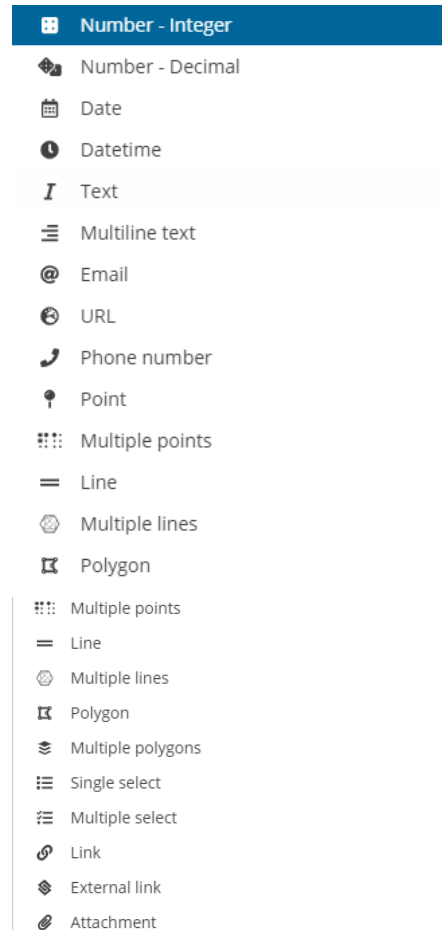 Number - Integer
Number - Decimal
Date
Datetime
Text
Multiline text
Email
URL
Phone number
Point
Multiple points
Line
Multiple lines
Polygon
Multiple points
Line
Multiple lines
Polygon
Multiple polygons
Single select
Multiple select
Link
External link
Attachment